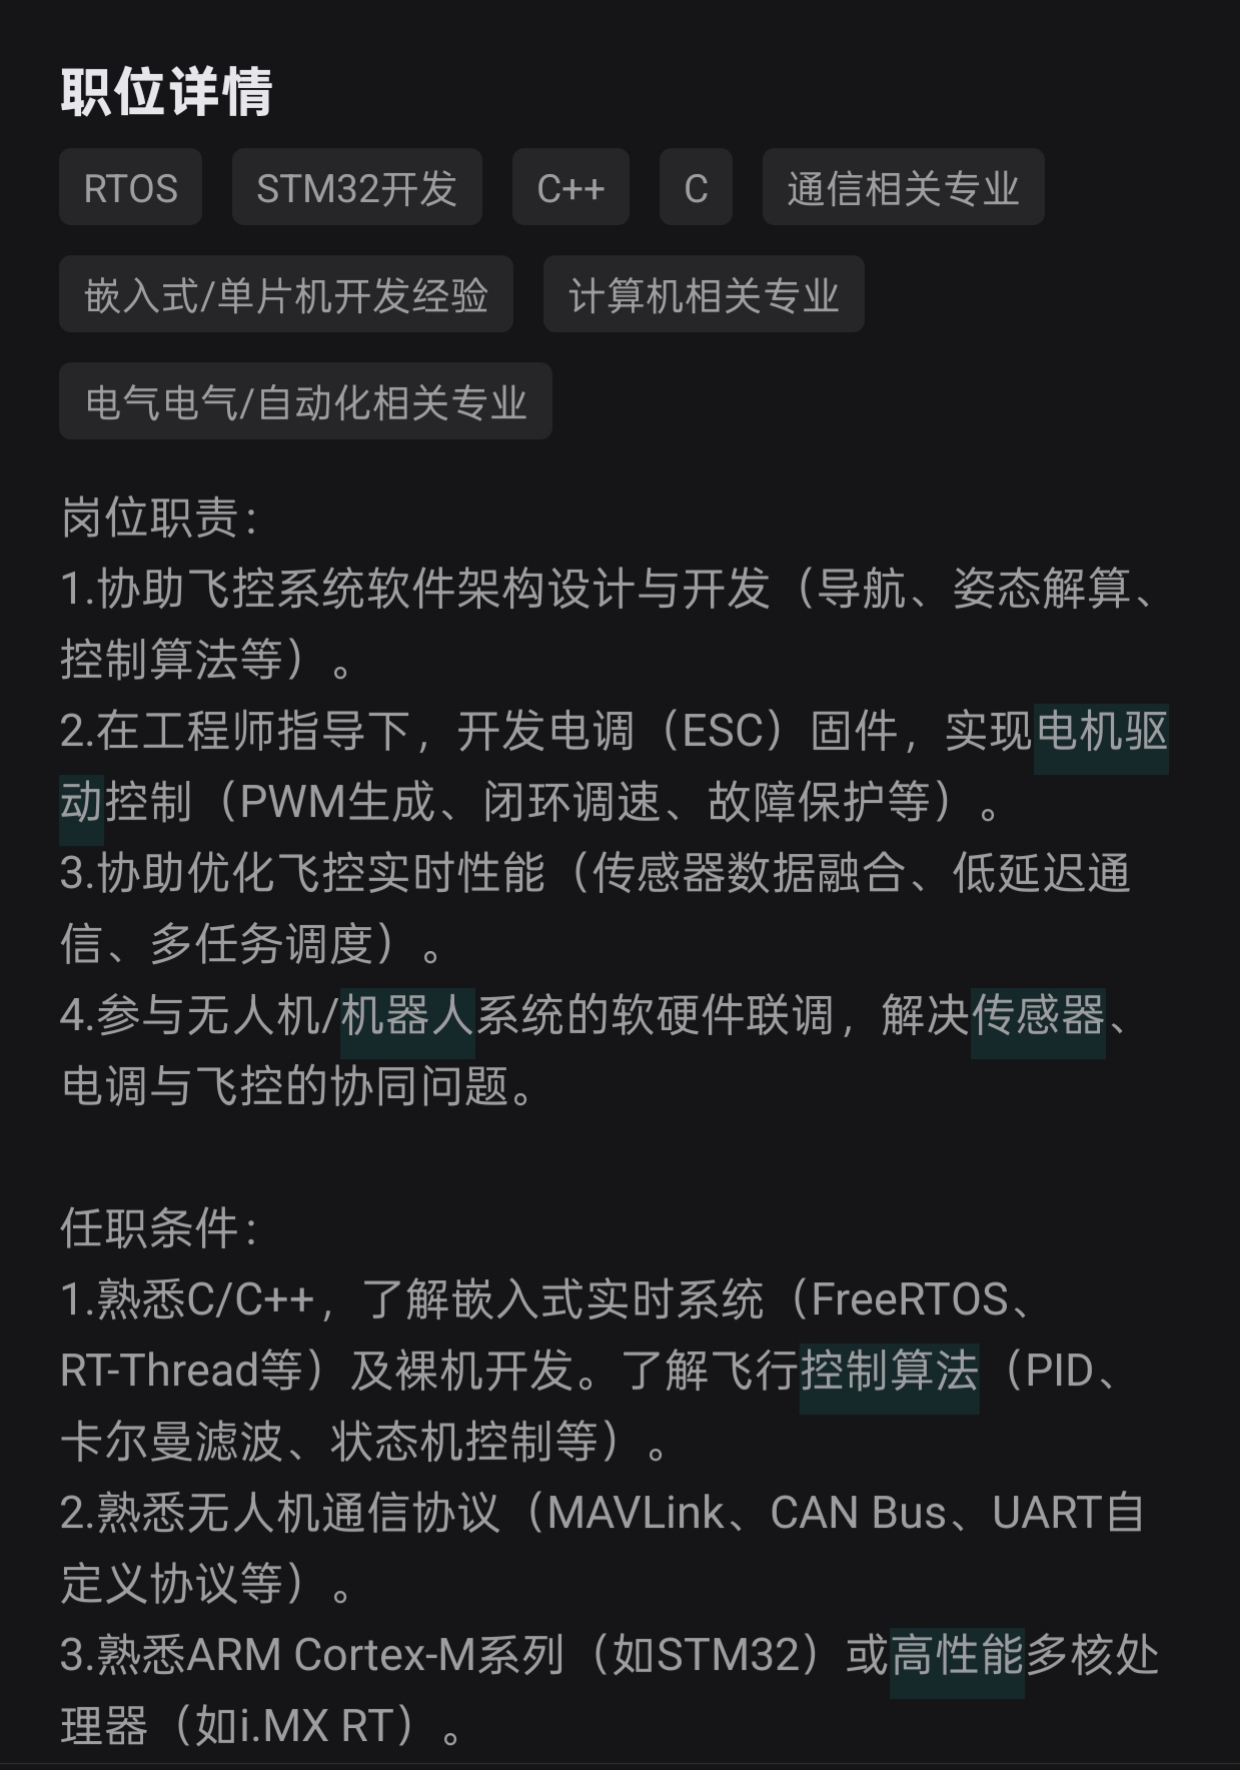 职位详情
RTOS STM32开发 C++ C 通信相关专业
嵌入式/单片机开发经验 计算机相关专业
电气电气/自动化相关专业
岗位职责：
1.协助飞控系统软件架构设计与开发（导航、姿态解算、
控制算法等）。
2.在工程师指导下，开发电调（ESC）固件，实现电机驱
动控制（PWM生成、闭环调速、故障保护等）。
3.协助优化飞控实时性能（传感器数据融合、低延迟通
信、多任务调度）。
4.参与无人机/机器人系统的软硬件联调，解决传感器、
电调与飞控的协同问题。
任职条件：
1.熟悉C/C++，了解嵌入式实时系统（FreeRTOS、
RT-Thread等）及裸机开发。了解飞行控制算法（PID、
卡尔曼滤波、状态机控制等）。
2.熟悉无人机通信协议（MAVLink、CAN Bus、UART自
定义协议等）。
3.熟悉ARM Cortex-M系列（如STM32）或高性能多核处
理器（如i.MX RT）。